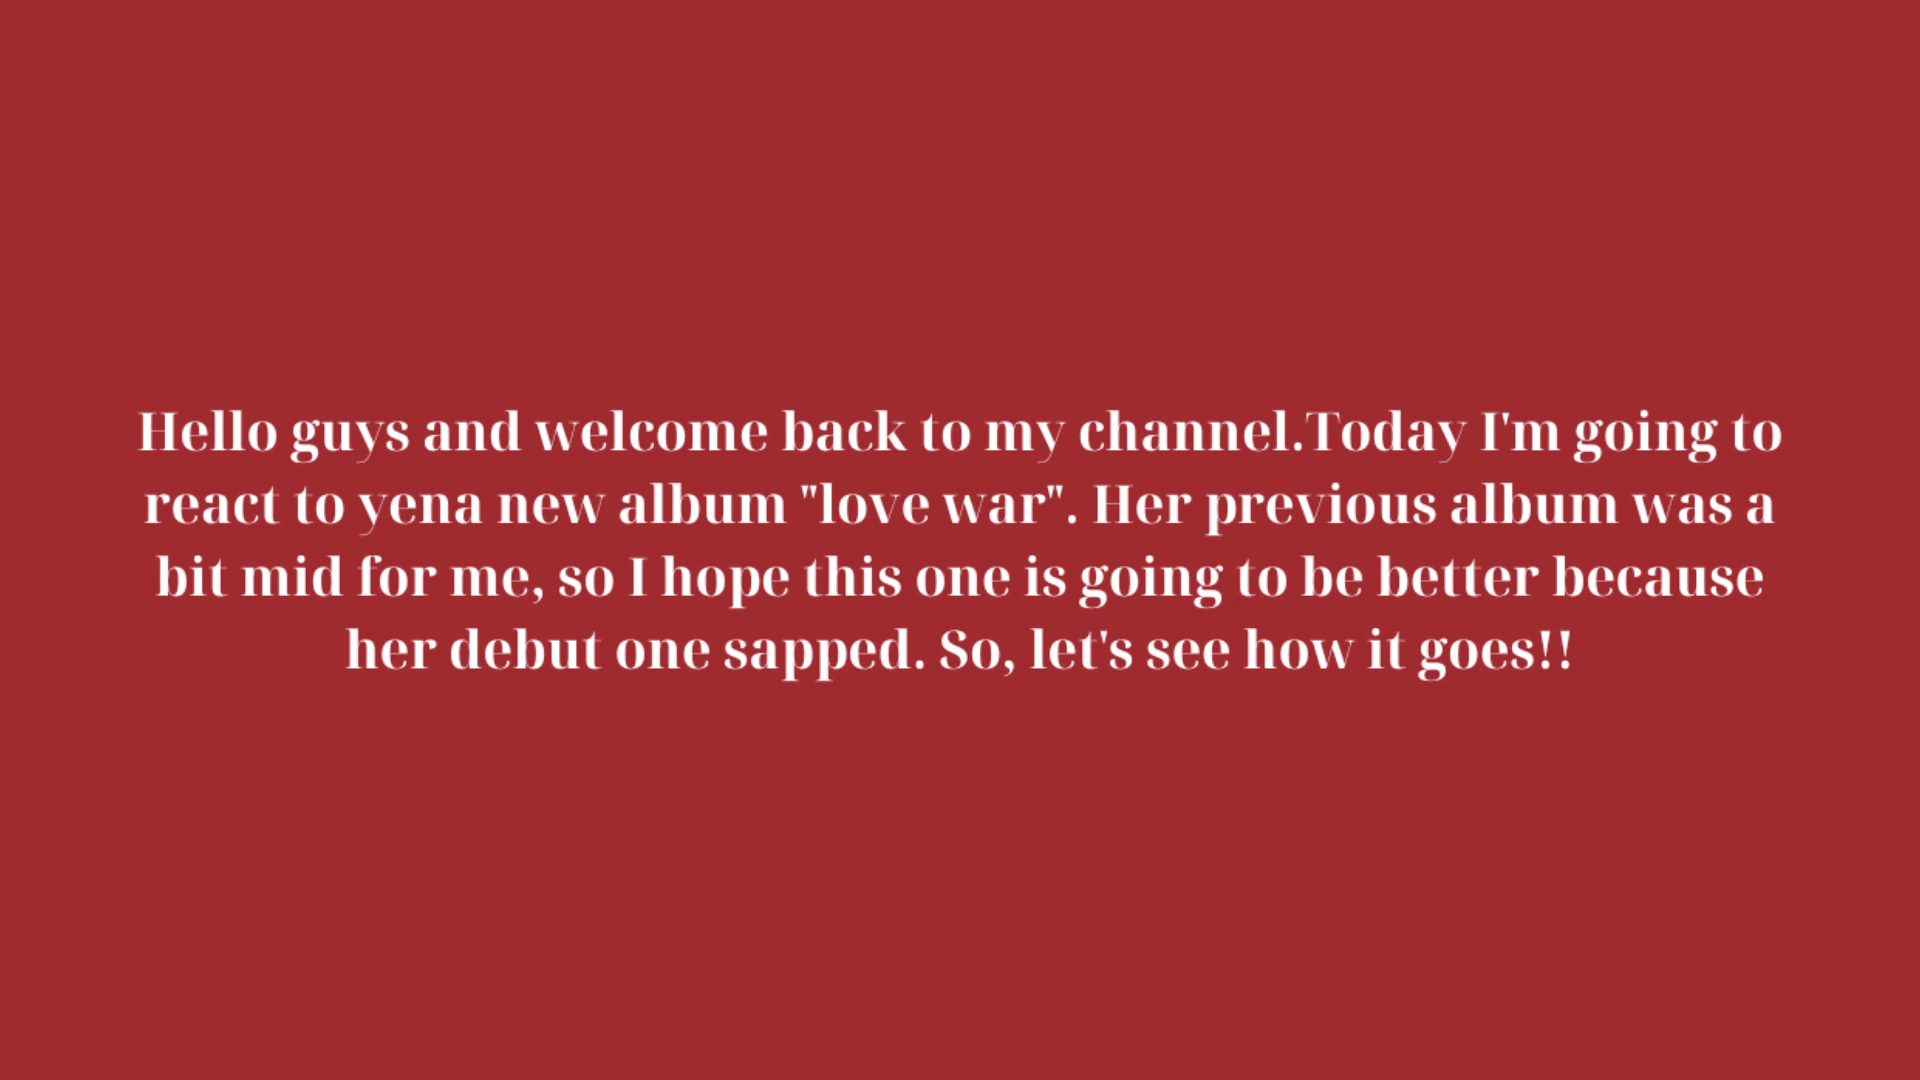 Hello guys and welcome back to my channel.Today I'm going to
react to yena new album "love war". Her previous album was a
bit mid for me, so I hope this one is going to be better because
her debut one sapped. So, let's see how it goes!!